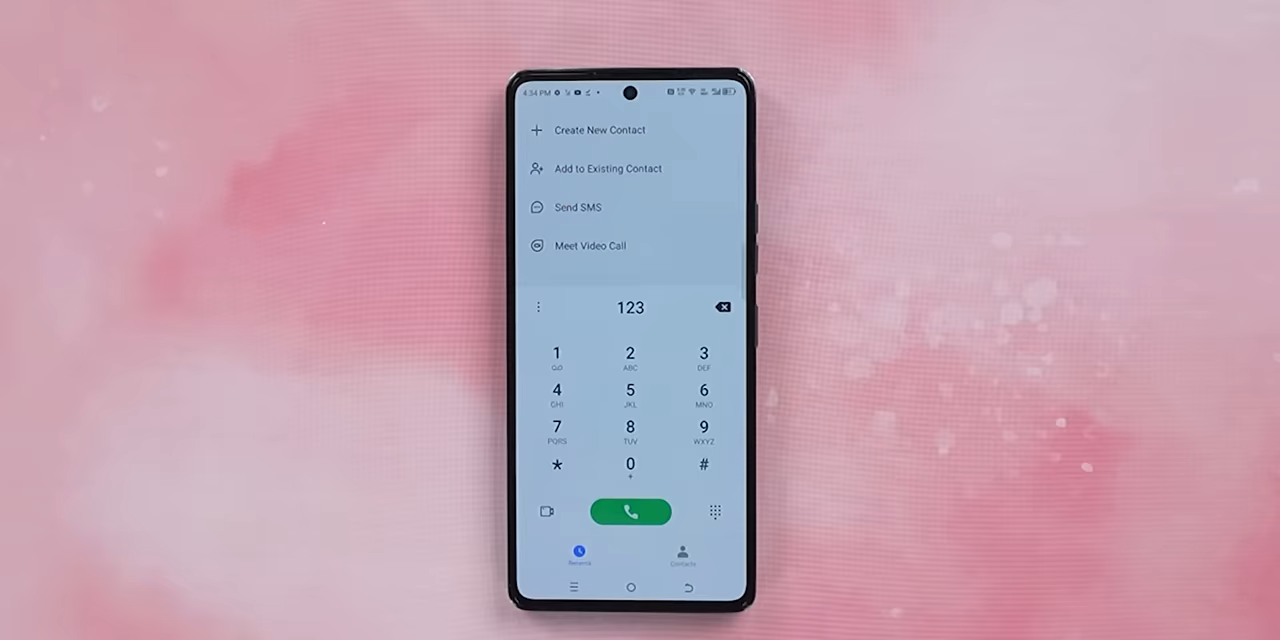 4:34 PM
Create New Contact
Add to Existing Contact
Send SMS
Meet Video Call
123
1 2 3
ABC DEF
4 5 6
GHI JKL MNO
7 8 9
PQRS TUV WXYZ
* 0 #
+
Recents Contacts